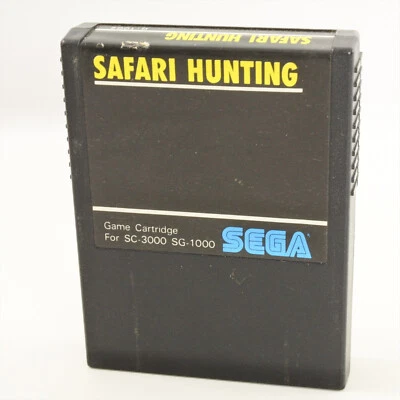 SAFARI HUNTING
SAFARI HUNTING
Game Cartridge
For SC-3000 SG-1000
SEGA